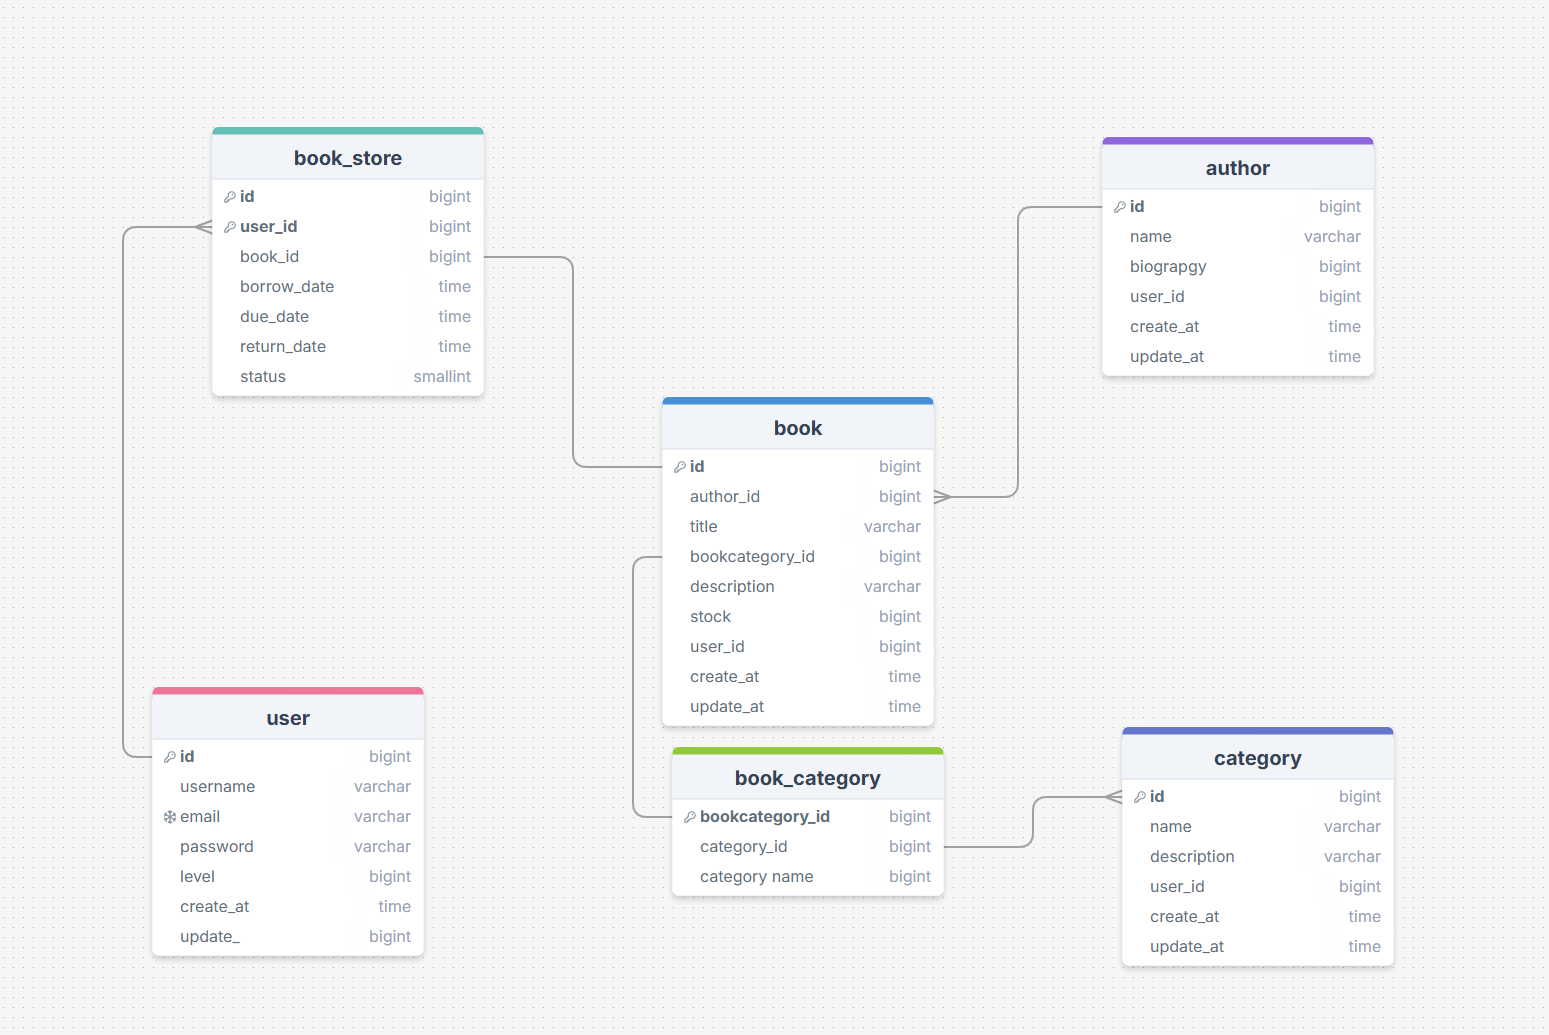 book_store
id bigint
user_id bigint
book_id bigint
borrow_date time
due_date time
return_date time
status smallint
author
id bigint
name varchar
biograpgy bigint
user_id bigint
create_at time
update_at time
book
id bigint
author_id bigint
title varchar
bookcategory_id bigint
description varchar
stock bigint
user_id bigint
create_at time
update_at time
user
id bigint
username varchar
email varchar
password varchar
level bigint
create_at time
update_ bigint
book_category
bookcategory_id bigint
category_id bigint
category name bigint
category
id bigint
name varchar
description varchar
user_id bigint
create_at time
update_at time